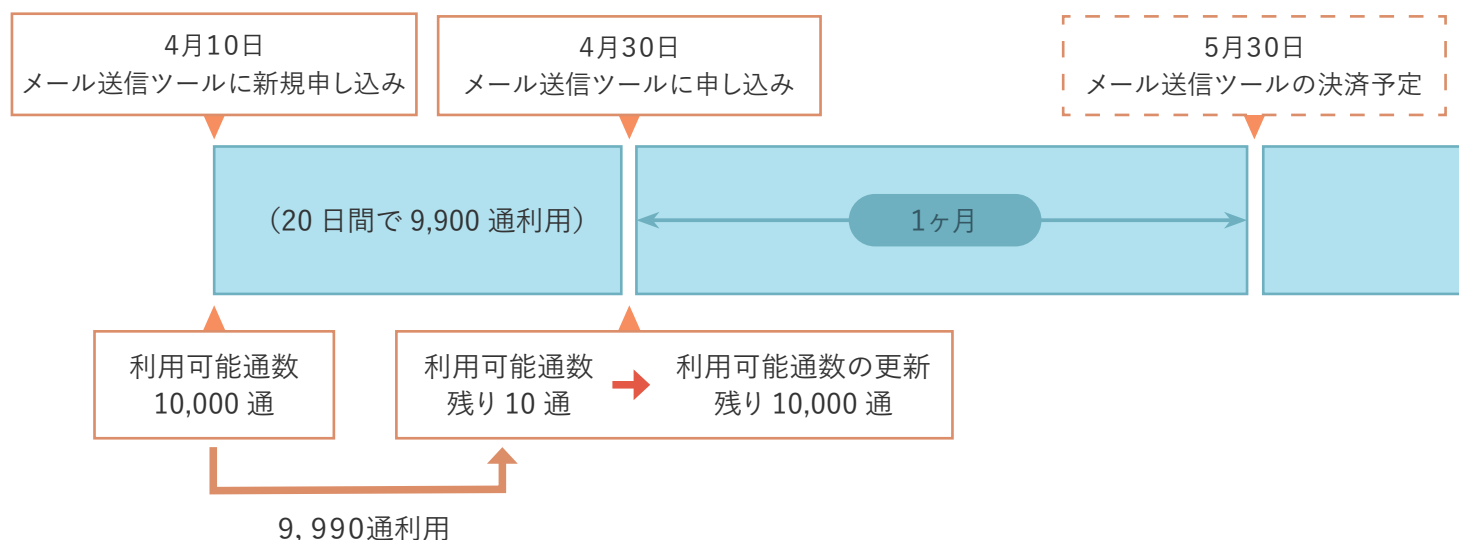 4月10日
メール送信ツールに新規申し込み
4月30日
メール送信ツールに申し込み
5月30日
メール送信ツールの決済予定
（20 日間で 9,900 通利用）
1ヶ月
利用可能通数
10,000 通
利用可能通数
残り 10 通
利用可能通数の更新
残り 10,000 通
9, 990通利用